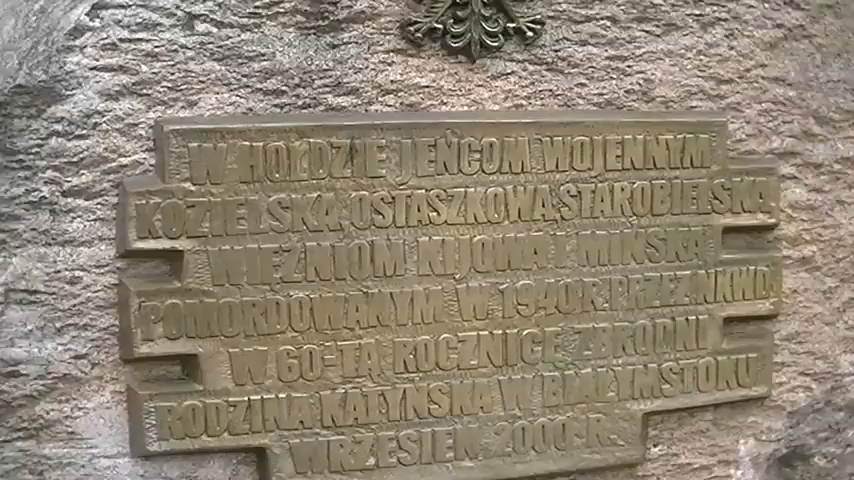 W HOŁDZIE JEŃCOM WOJENNYM
KOZIELSKA, OSTASZKOWA, STAROBIELSKA
WIĘŹNIOM KIJOWA I MIŃSKA
POMORDOWANYM W 1940 R. PRZEZ NKWD.
W 60-TĄ ROCZNICĘ ZBRODNI
RODZINA KATYŃSKA W BIAŁYMSTOKU
WRZESIEŃ 2000 R.